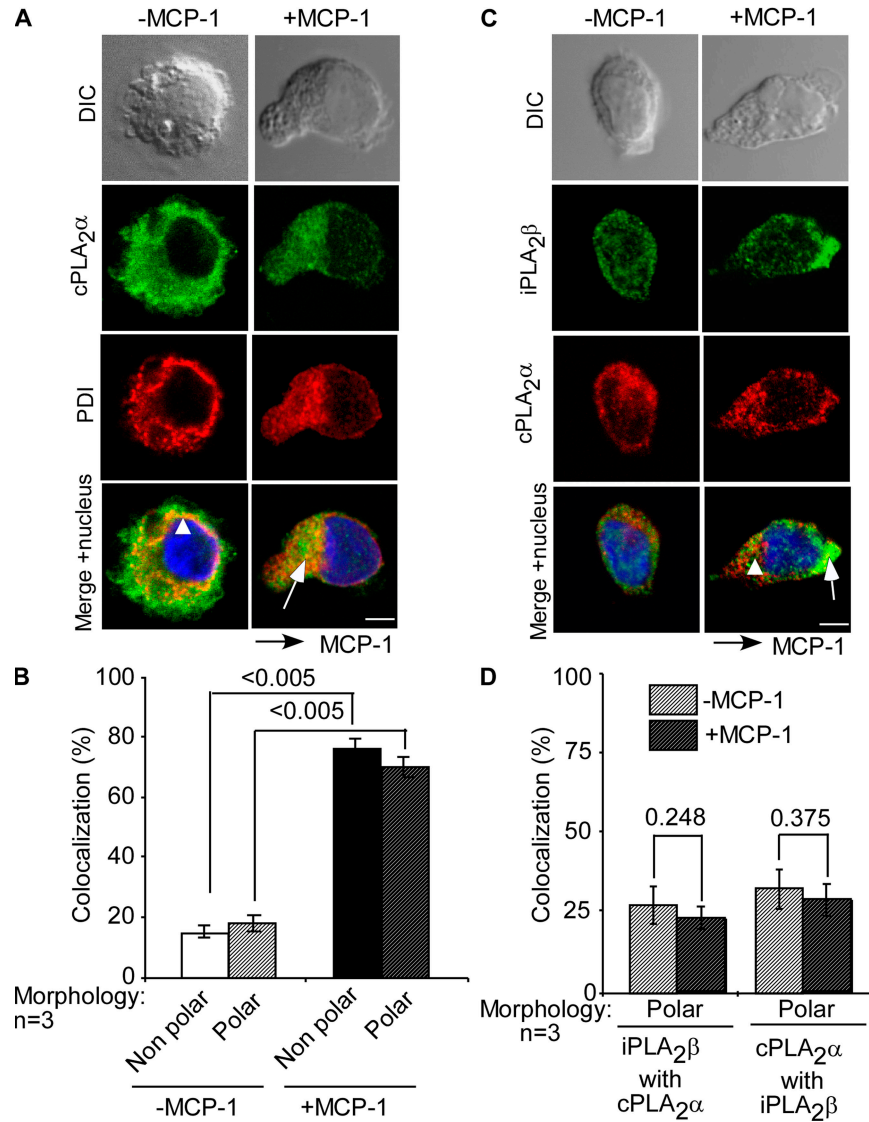 A
-MCP-1 +MCP-1
DIC
cPLA2α
PDI
Merge +nucleus
MCP-1
C
-MCP-1 +MCP-1
DIC
iPLA2β
cPLA2α
Merge +nucleus
MCP-1
B
Colocalization (%)
100
80
60
40
20
0
<0.005
<0.005
Morphology:
n=3
Non polar
Polar
Non polar
Polar
-MCP-1
+MCP-1
D
Colocalization (%)
100
75
50
25
0
-MCP-1
+MCP-1
0.248
0.375
Morphology:
n=3
Polar
Polar
iPLA2β
with
cPLA2α
cPLA2α
with
iPLA2β